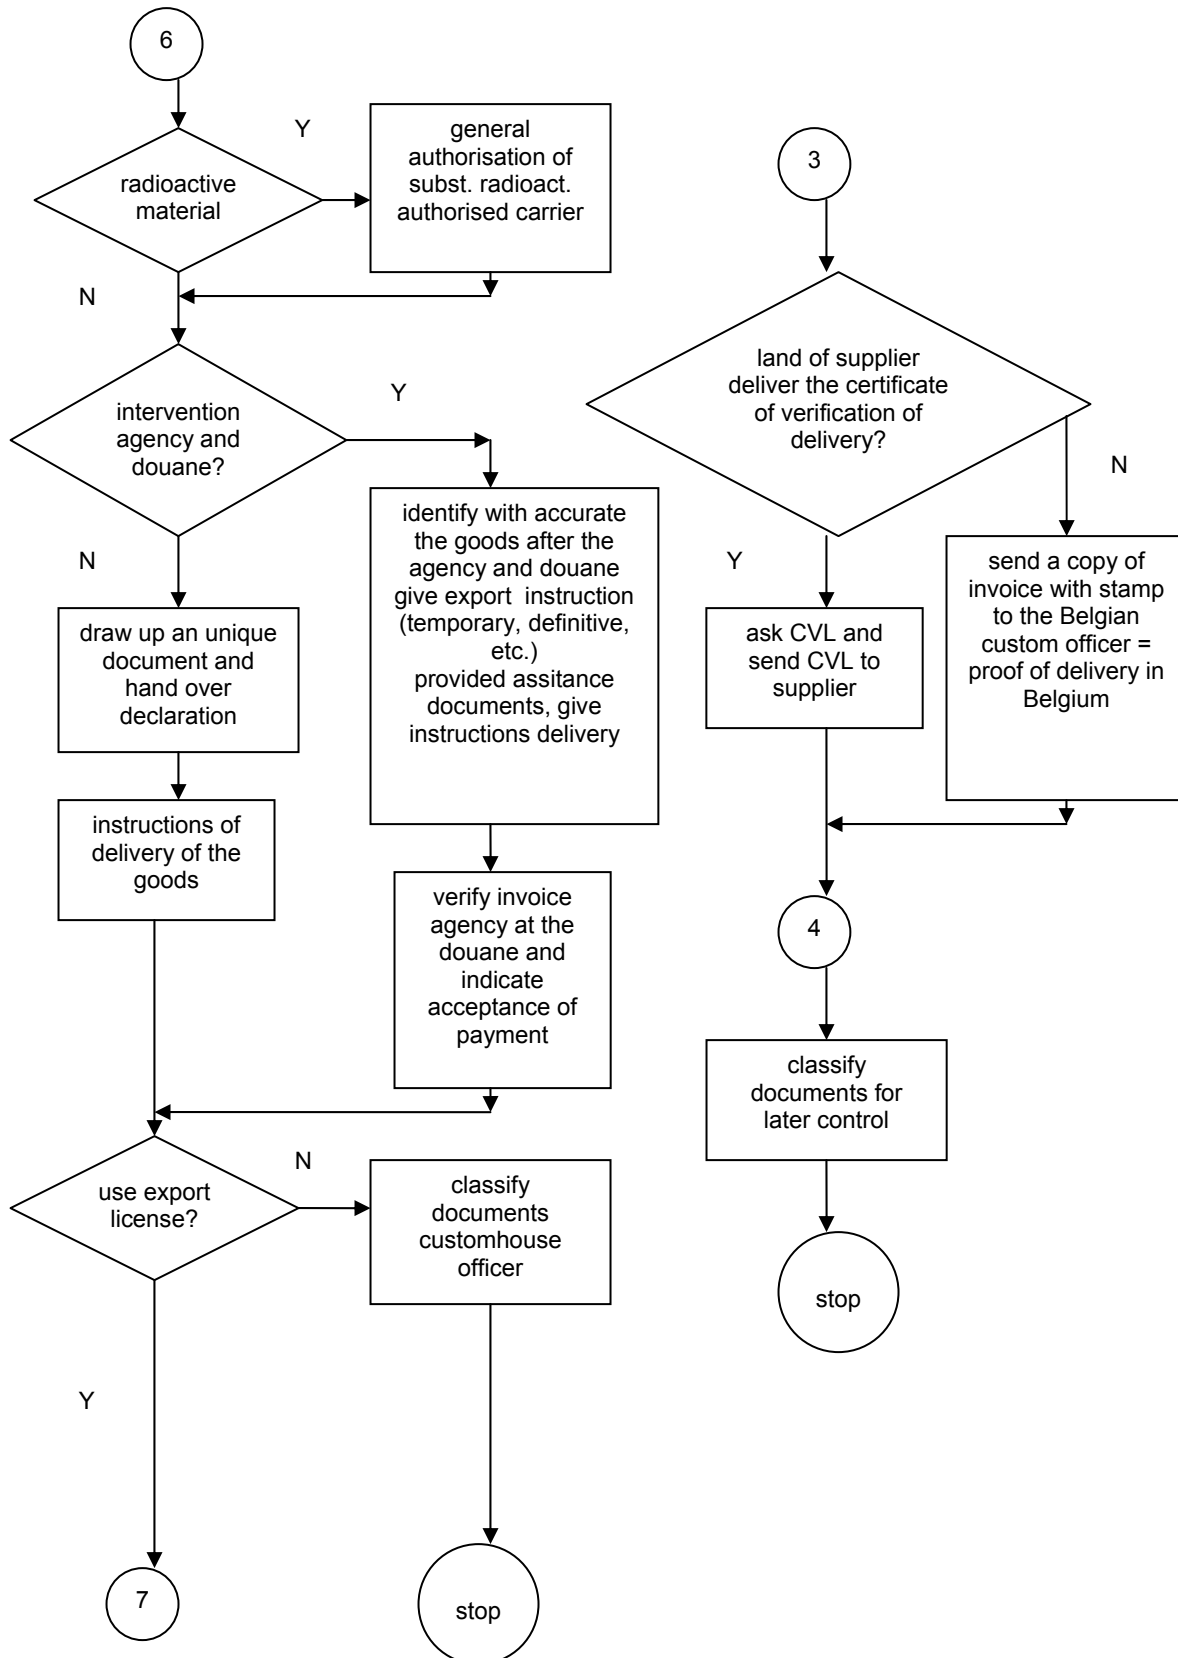 6
Y
radioactive
material
general
authorisation of
subst. radioact.
authorised carrier
N
intervention
agency and
douane?
Y
N
identify with accurate
the goods after the
agency and douane
give export instruction
(temporary, definitive,
etc.)
provided assitance
documents, give
instructions delivery
draw up an unique
document and
hand over
declaration
instructions of
delivery of the
goods
verify invoice
agency at the
douane and
indicate
acceptance of
payment
use export
license?
N
classify
documents
customhouse
officer
Y
7
stop
3
land of supplier
deliver the certificate
of verification of
delivery?
N
Y
ask CVL and
send CVL to
supplier
send a copy of
invoice with stamp
to the Belgian
custom officer =
proof of delivery in
Belgium
4
classify
documents for
later control
stop